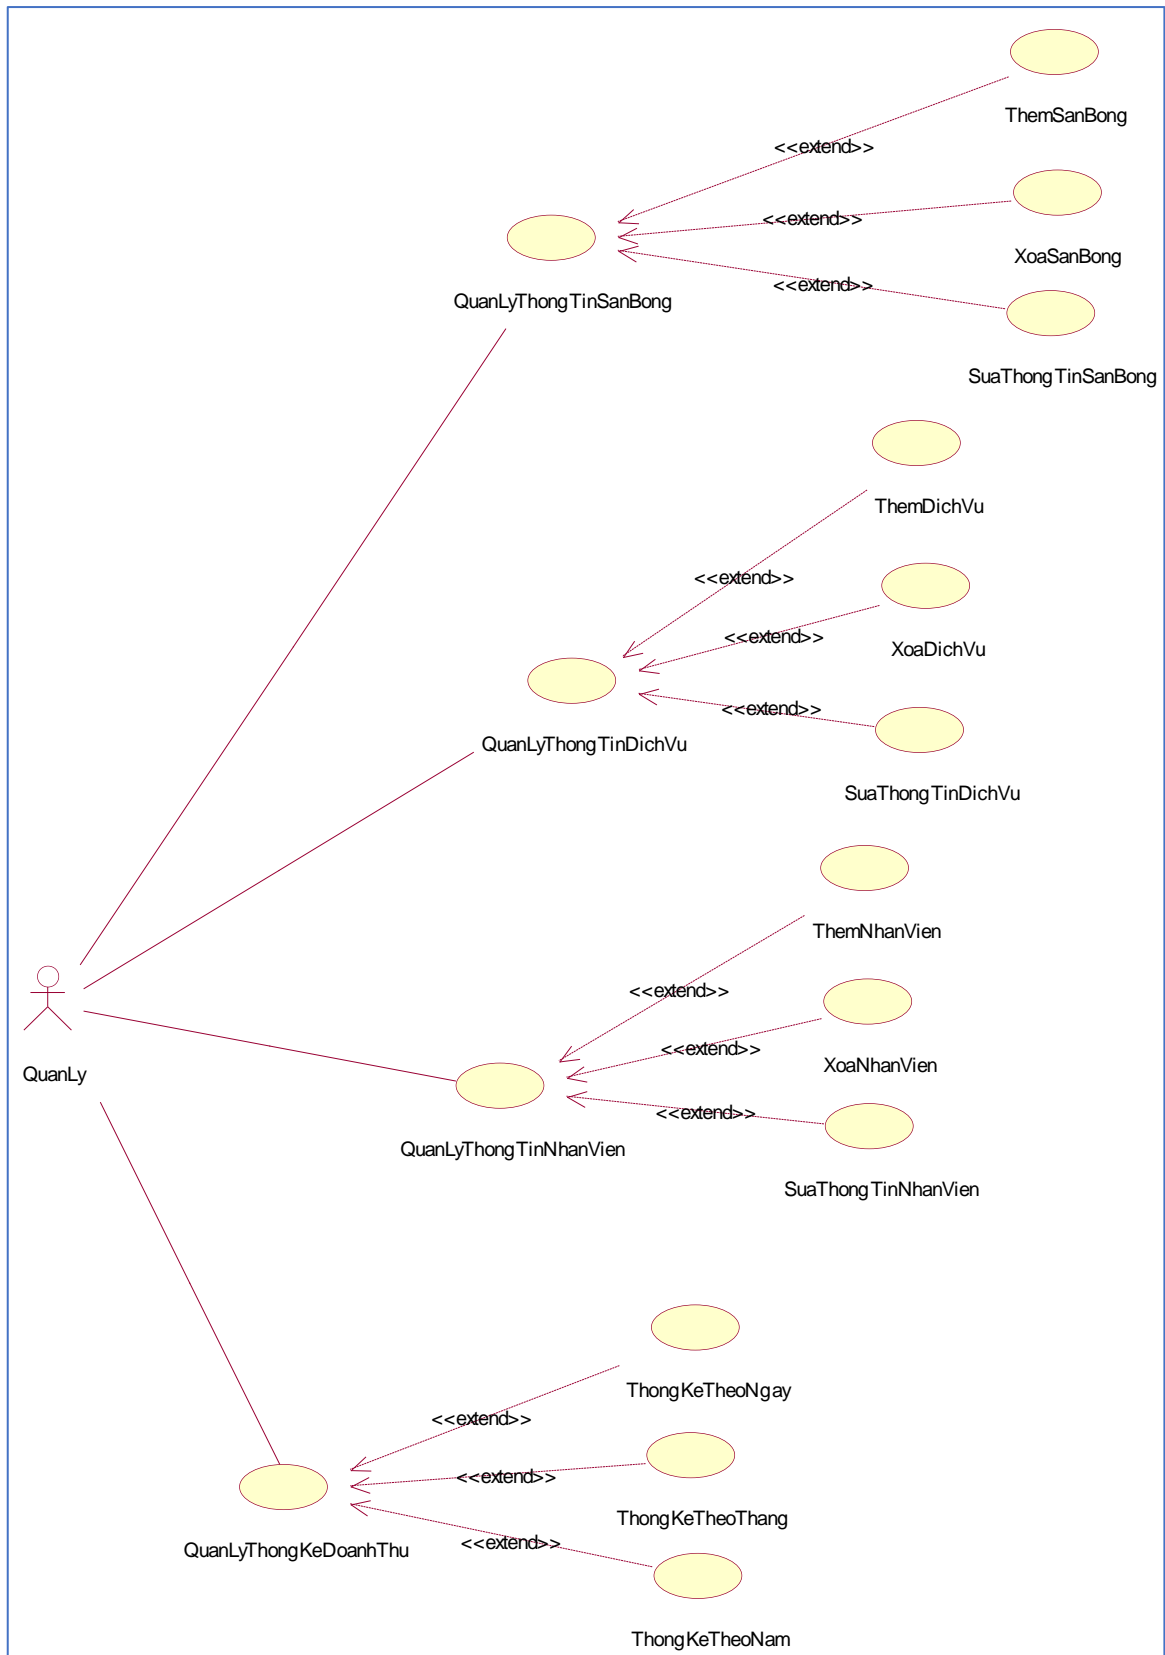 ThemSanBong
<<extend>>
<<extend>>
XoaSanBong
<<extend>>
QuanLyThongTinSanBong
SuaThongTinSanBong
ThemDichVu
<<extend>>
<<extend>>
XoaDichVu
<<extend>>
QuanLyThongTinDichVu
SuaThongTinDichVu
ThemNhanVien
<<extend>>
<<extend>>
XoaNhanVien
QuanLy
<<extend>>
QuanLyThongTinNhanVien
SuaThongTinNhanVien
ThongKeTheoNgay
<<extend>>
<<extend>>
ThongKeTheoThang
<<extend>>
QuanLyThongKeDoanhThu
ThongKeTheoNam